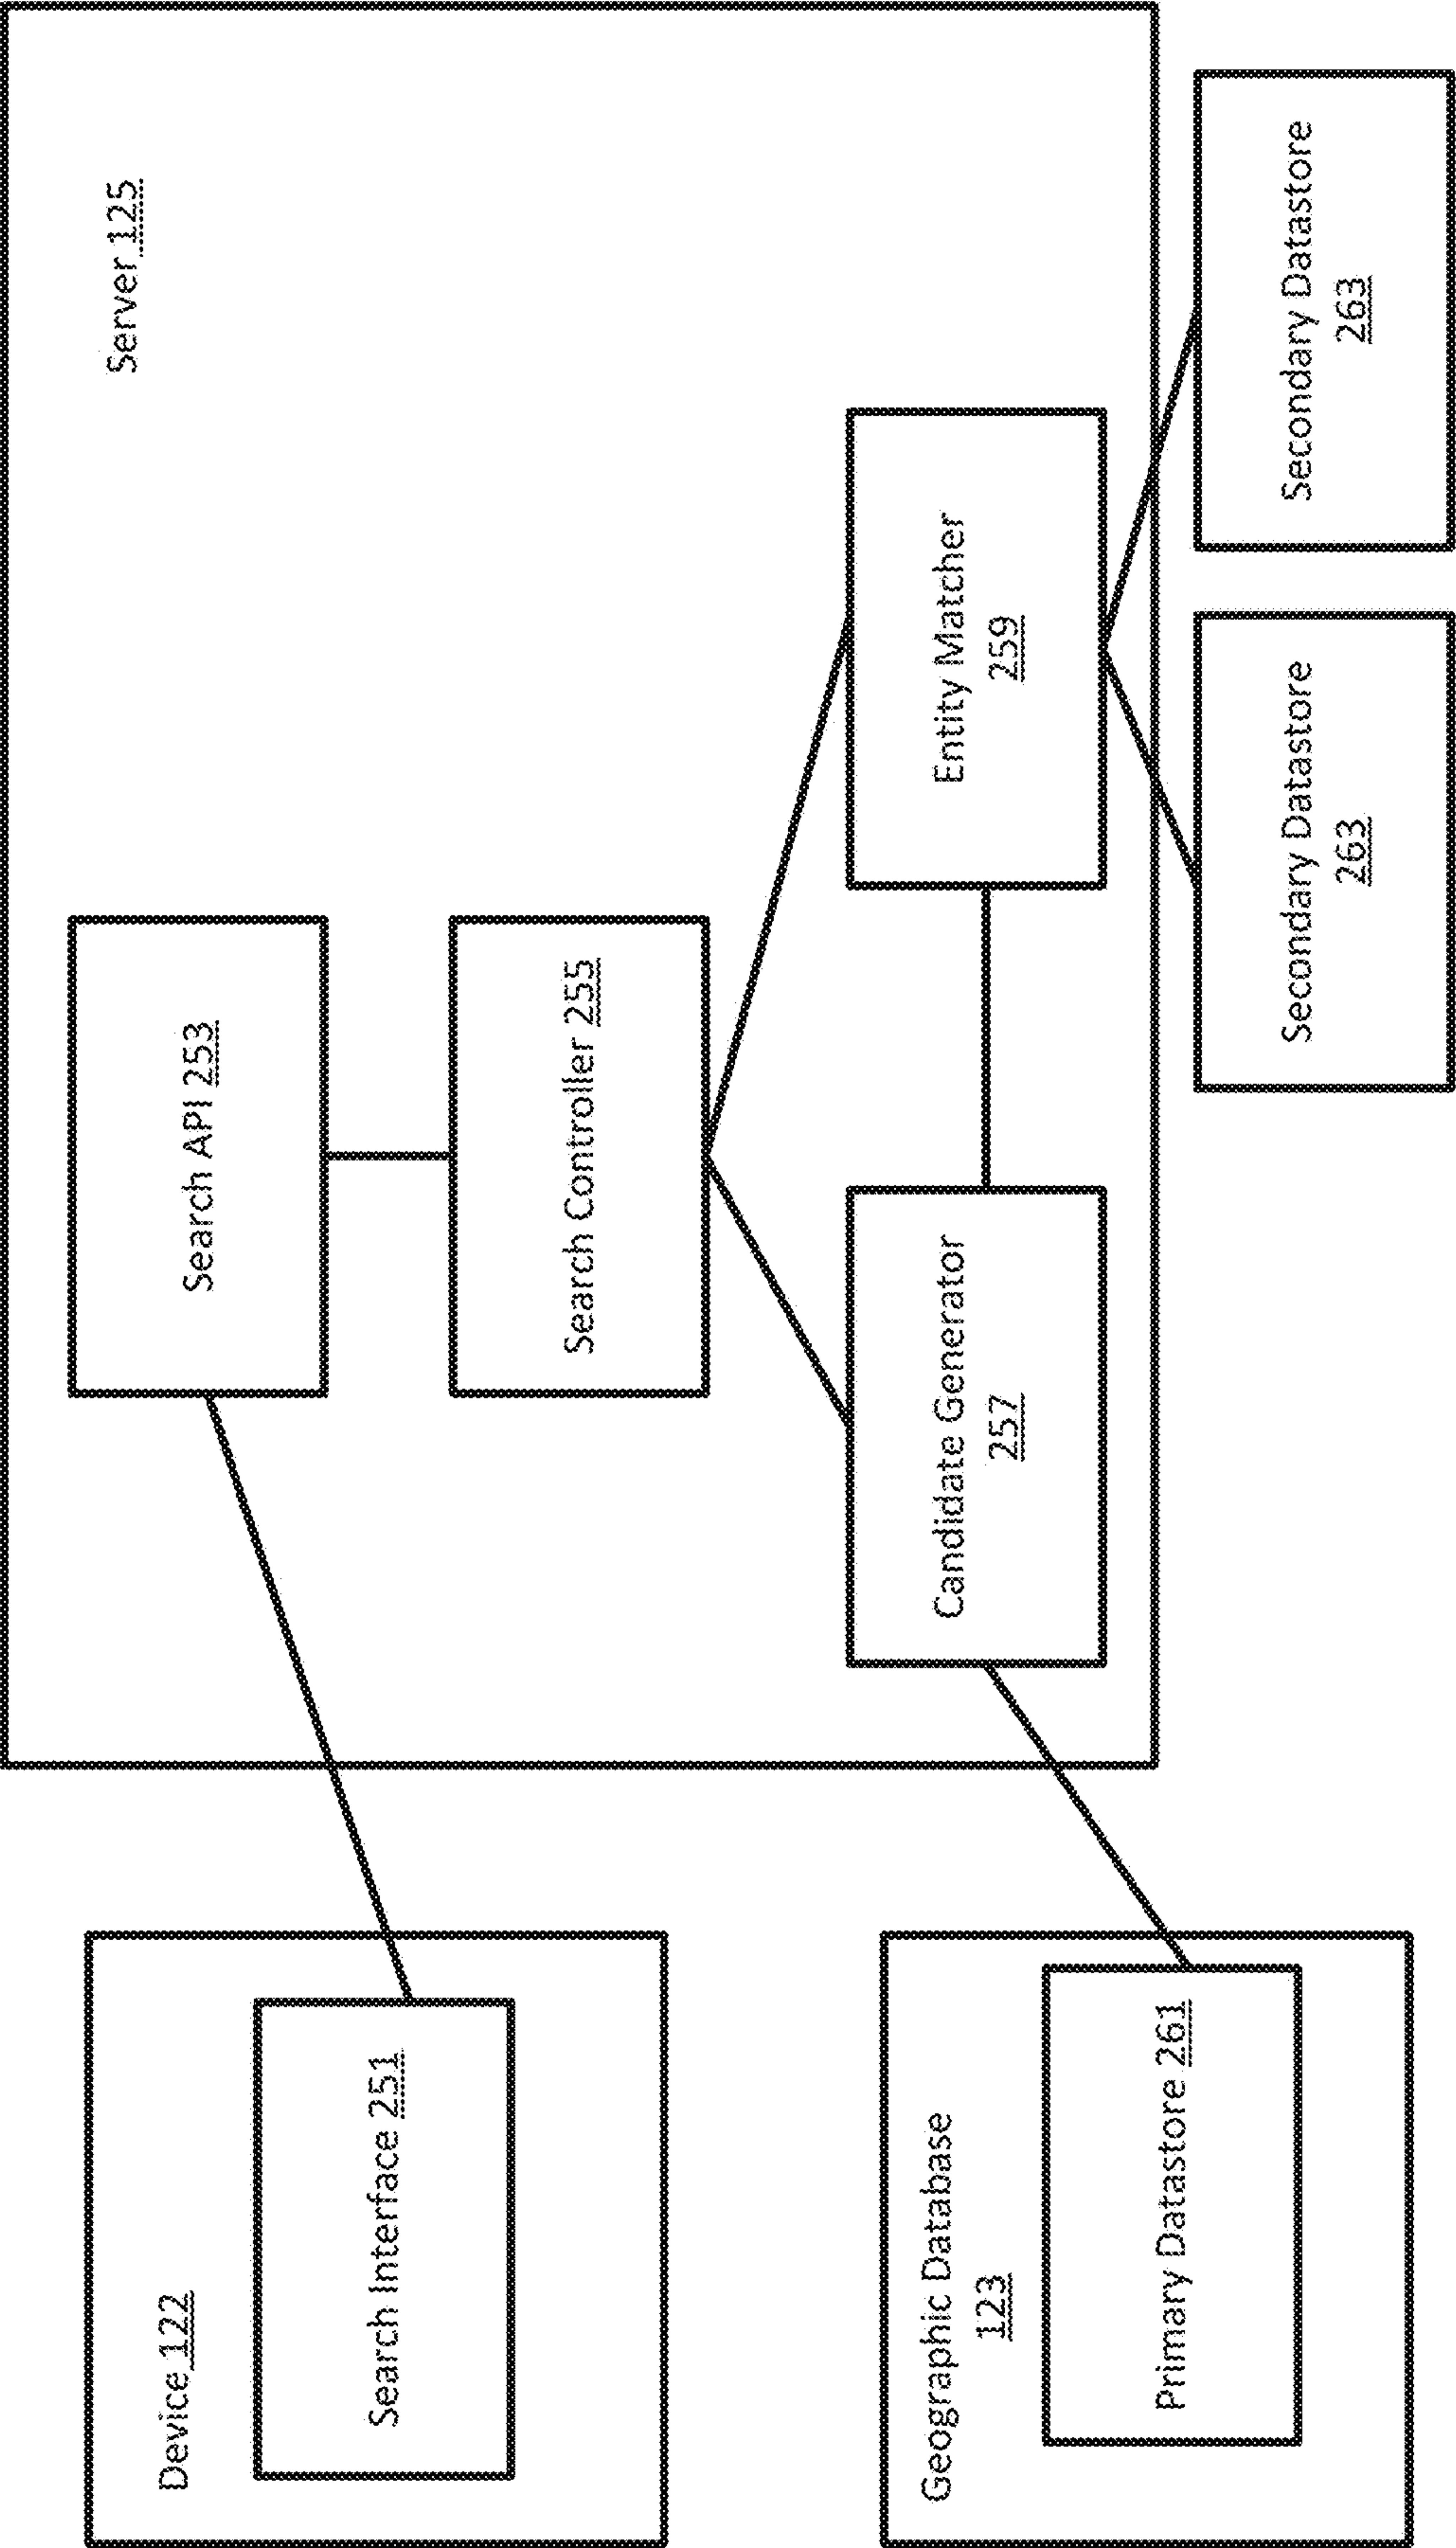 Device 122
Search Interface 251
Geographic Database
123
Primary Datastore 261
Server 125
Search API 253
Search Controller 255
Candidate Generator
257
Entity Matcher
259
Secondary Datastore
263
Secondary Datastore
263